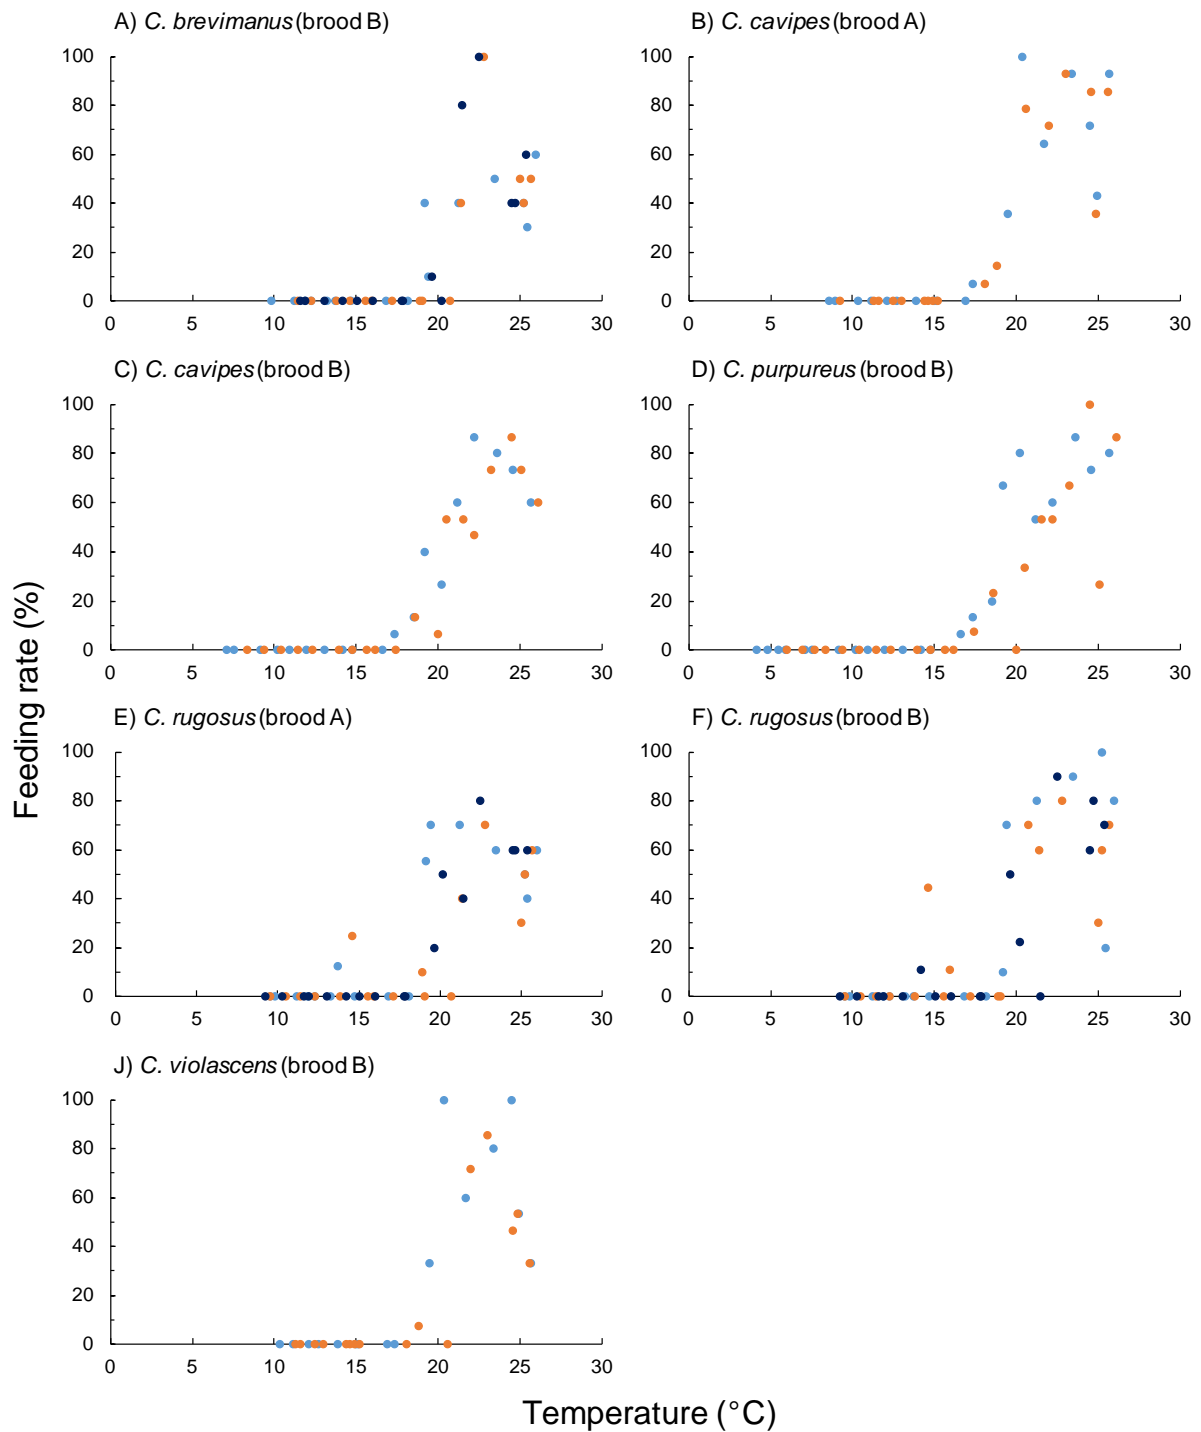 A) C. brevimanus (brood B)
B) C. cavipes (brood A)
100
80
60
40
20
0
0 5 10 15 20 25 30
100
80
60
40
20
0
0 5 10 15 20 25 30
C) C. cavipes (brood B)
D) C. purpureus (brood B)
100
80
60
40
20
0
0 5 10 15 20 25 30
100
80
60
40
20
0
0 5 10 15 20 25 30
Feeding rate (%)
E) C. rugosus (brood A)
F) C. rugosus (brood B)
100
80
60
40
20
0
0 5 10 15 20 25 30
100
80
60
40
20
0
0 5 10 15 20 25 30
J) C. violascens (brood B)
100
80
60
40
20
0
0 5 10 15 20 25 30
Temperature (°C)